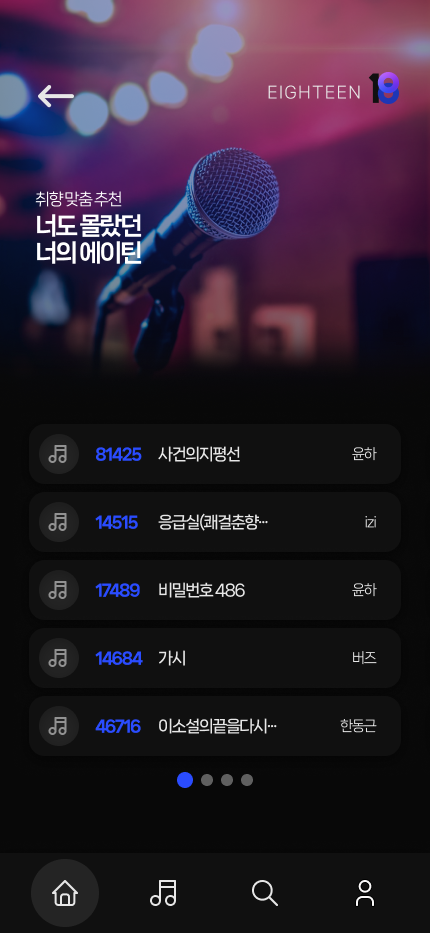 EIGHTEEN 18
취향 맞춤 추천
너도 몰랐던
너의 에이틴
81425 사건의지평선 윤하
14515 응급실(쾌걸춘향··· izi
17489 비밀번호 486 윤하
14684 가시 버즈
46716 이소설의끝을다시··· 한동근